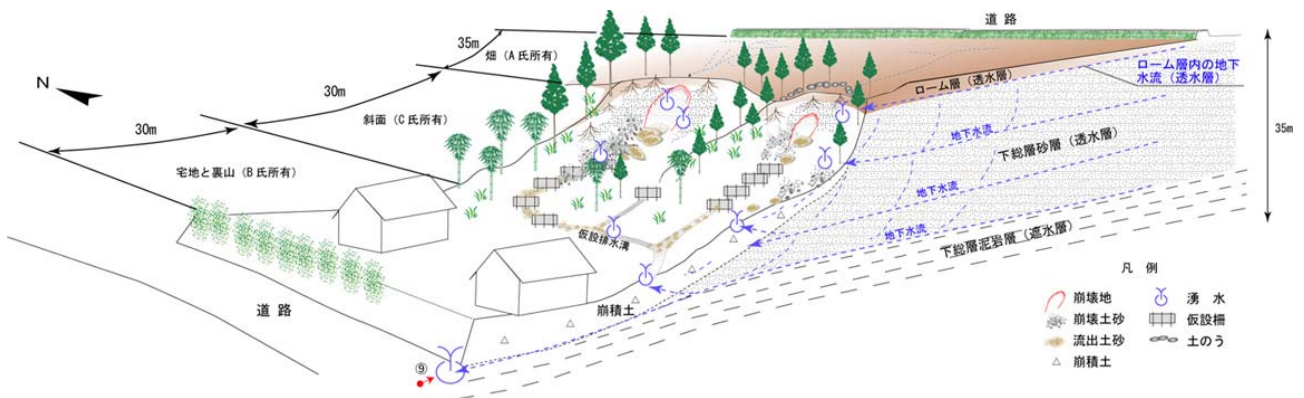 道 路
35m
畑（A氏所有）
N
30m
斜面（C氏所有）
30m
宅地と裏山（B氏所有）
ローム層（透水層）
ローム層内の地下
水流（透水層）
地下水流
下総層砂層（透水層）
35m
地下水流
地下水流
下総層泥岩層（遮水層）
仮設排水溝
崩積土
道 路
⑨
凡 例
崩壊地
湧 水
崩壊土砂
仮設柵
流出土砂
土のう
崩積土